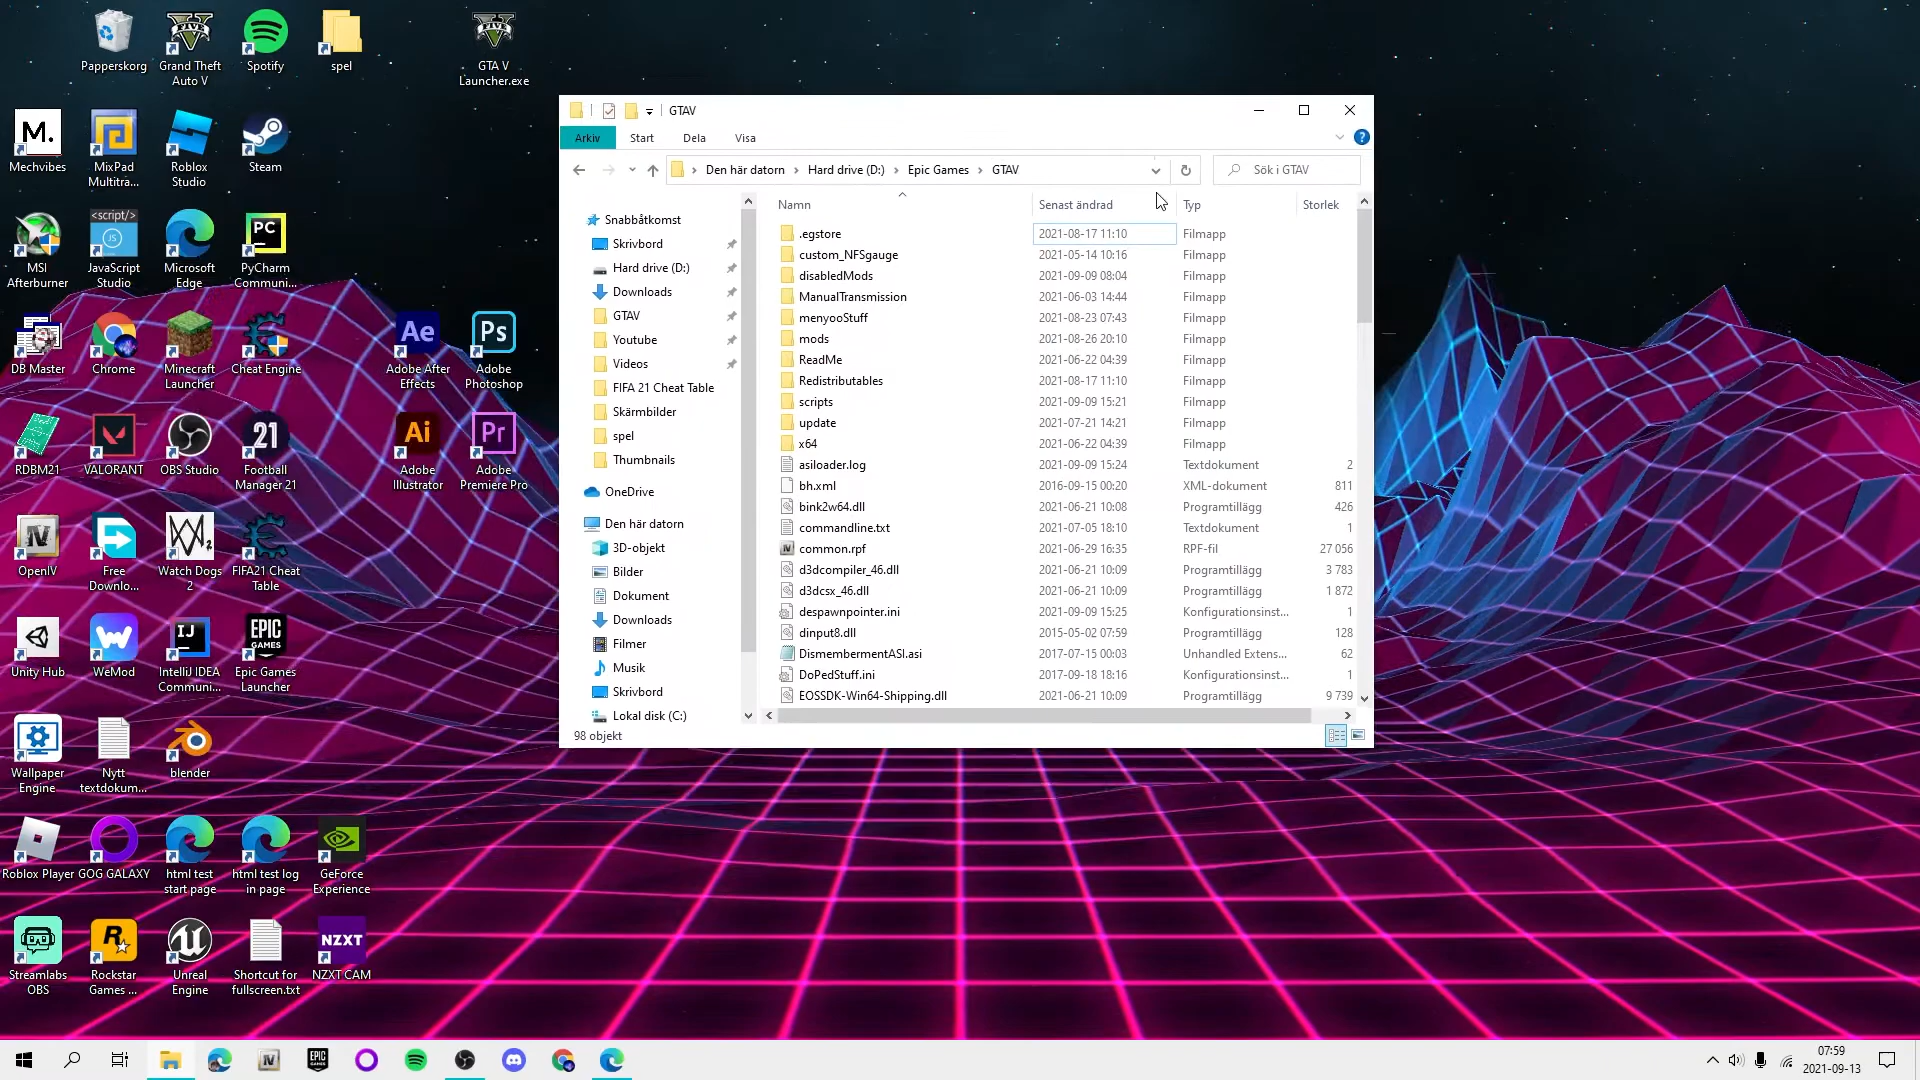 Papperskorg
Grand Theft
Auto V
Spotify
spel
GTA V
Launcher.exe
M.
Mechvibes
MixPad
Multitra...
Roblox
Studio
Steam
MSI
Afterburner
<script/>
JS
JavaScript
Studio
Microsoft
Edge
PC
PyCharm
Communi...
DB Master
Chrome
Minecraft
Launcher
Cheat Engine
Ae
Adobe After
Effects
Ps
Adobe
Photoshop
RDBM21
VALORANT
OBS Studio
21
Football
Manager 21
Ai
Adobe
Illustrator
Pr
Adobe
Premiere Pro
IV
OpenIV
Free
Downlo...
Watch Dogs
2
FIFA21 Cheat
Table
Unity Hub
WeMod
IJ
IntelliJ IDEA
Communi...
EPIC
GAMES
Epic Games
Launcher
Wallpaper
Engine
Nytt
textdokum...
blender
Roblox Player
GOG GALAXY
html test
start page
html test log
in page
GeForce
Experience
Streamlabs
OBS
R
Rockstar
Games ...
Unreal
Engine
Shortcut for
fullscreen.txt
NZXT
NZXT CAM
GTAV
Arkiv
Start
Dela
Visa
Den här datorn
Hard drive (D:)
Epic Games
GTAV
Sök i GTAV
Snabbåtkomst
Skrivbord
Hard drive (D:)
Downloads
GTAV
Youtube
Videos
FIFA 21 Cheat Table
Skärmbilder
spel
Thumbnails
OneDrive
Den här datorn
3D-objekt
Bilder
Dokument
Downloads
Filmer
Musik
Skrivbord
Lokal disk (C:)
Namn Senast ändrad Typ Storlek
.egstore 2021-08-17 11:10 Filmapp
custom_NFSgauge 2021-05-14 10:16 Filmapp
disabledMods 2021-09-09 08:04 Filmapp
ManualTransmission 2021-06-03 14:44 Filmapp
menyooStuff 2021-08-23 07:43 Filmapp
mods 2021-08-26 20:10 Filmapp
ReadMe 2021-06-22 04:39 Filmapp
Redistributables 2021-08-17 11:10 Filmapp
scripts 2021-09-09 15:21 Filmapp
update 2021-07-21 14:21 Filmapp
x64 2021-06-22 04:39 Filmapp
asiloader.log 2021-09-09 15:24 Textdokument 2
bh.xml 2016-09-15 00:20 XML-dokument 811
bink2w64.dll 2021-06-21 10:08 Programtillägg 426
commandline.txt 2021-07-05 18:10 Textdokument 1
common.rpf 2021-06-29 16:35 RPF-fil 27 056
d3dcompiler_46.dll 2021-06-21 10:09 Programtillägg 3 783
d3dcsx_46.dll 2021-06-21 10:09 Programtillägg 1 872
despawnpointer.ini 2021-09-09 15:25 Konfigurationsinst... 1
dinput8.dll 2015-05-02 07:59 Programtillägg 128
DismembermentASI.asi 2017-07-15 00:03 Unhandled Extens... 62
DoPedStuff.ini 2017-09-18 18:16 Konfigurationsinst... 1
EOSSDK-Win64-Shipping.dll 2021-06-21 10:09 Programtillägg 9 739
98 objekt
IV
EPIC
GAMES
07:59
2021-09-13